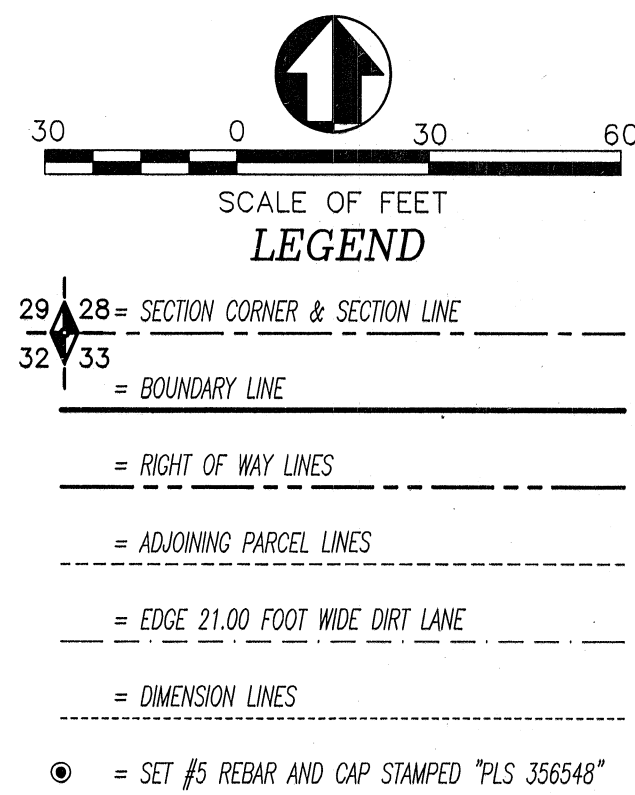 30 0 30 60
SCALE OF FEET
LEGEND
29 28 = SECTION CORNER & SECTION LINE
32 33
= BOUNDARY LINE
= RIGHT OF WAY LINES
= ADJOINING PARCEL LINES
= EDGE 21.00 FOOT WIDE DIRT LANE
= DIMENSION LINES
= SET #5 REBAR AND CAP STAMPED "PLS 356548"